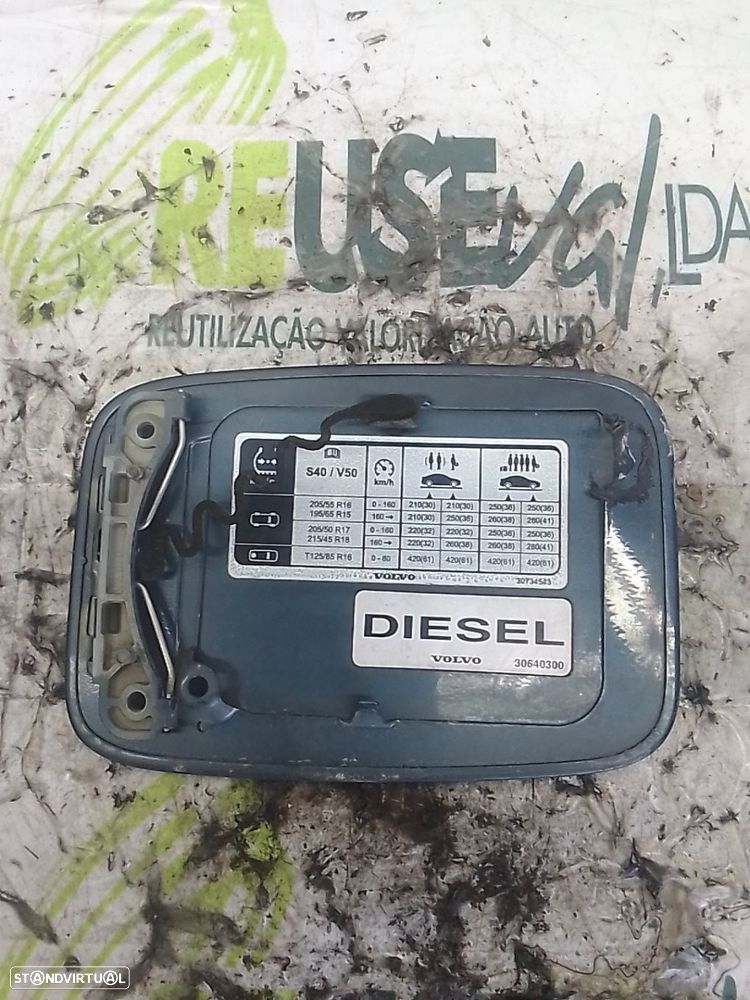 REUSEvg/, LDA
REUTILIZAÇÃO VALORIZAÇÃO AUTO
S40 / V50
km/h
205/55 R16
195/65 R15
0 - 160
210(30) 210(30) 250(36) 250(36)
160 →
210(30) 250(36) 260(38) 280(41)
205/50 R17
215/45 R18
0 - 160
220(32) 220(32) 250(36) 250(36)
160 →
220(32) 260(38) 260(38) 280(41)
T125/85 R16
0 - 80
420(61) 420(61) 420(61) 420(61)
VOLVO 30734583
DIESEL
VOLVO 30640300
STANDVIRTUAL